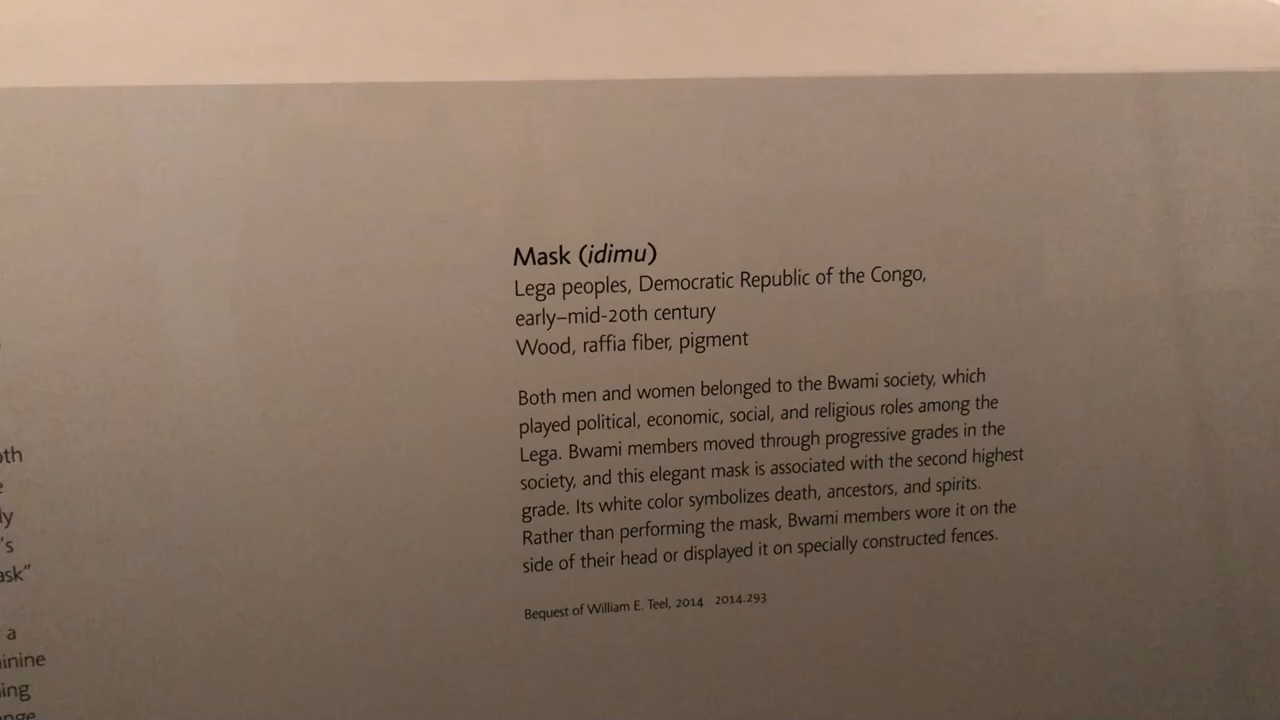 Mask (idimu)
Lega peoples, Democratic Republic of the Congo,
early–mid-20th century
Wood, raffia fiber, pigment
Both men and women belonged to the Bwami society, which
played political, economic, social, and religious roles among the
Lega. Bwami members moved through progressive grades in the
society, and this elegant mask is associated with the second highest
grade. Its white color symbolizes death, ancestors, and spirits.
Rather than performing the mask, Bwami members wore it on the
side of their head or displayed it on specially constructed fences.
Bequest of William E. Teel, 2014 2014.293